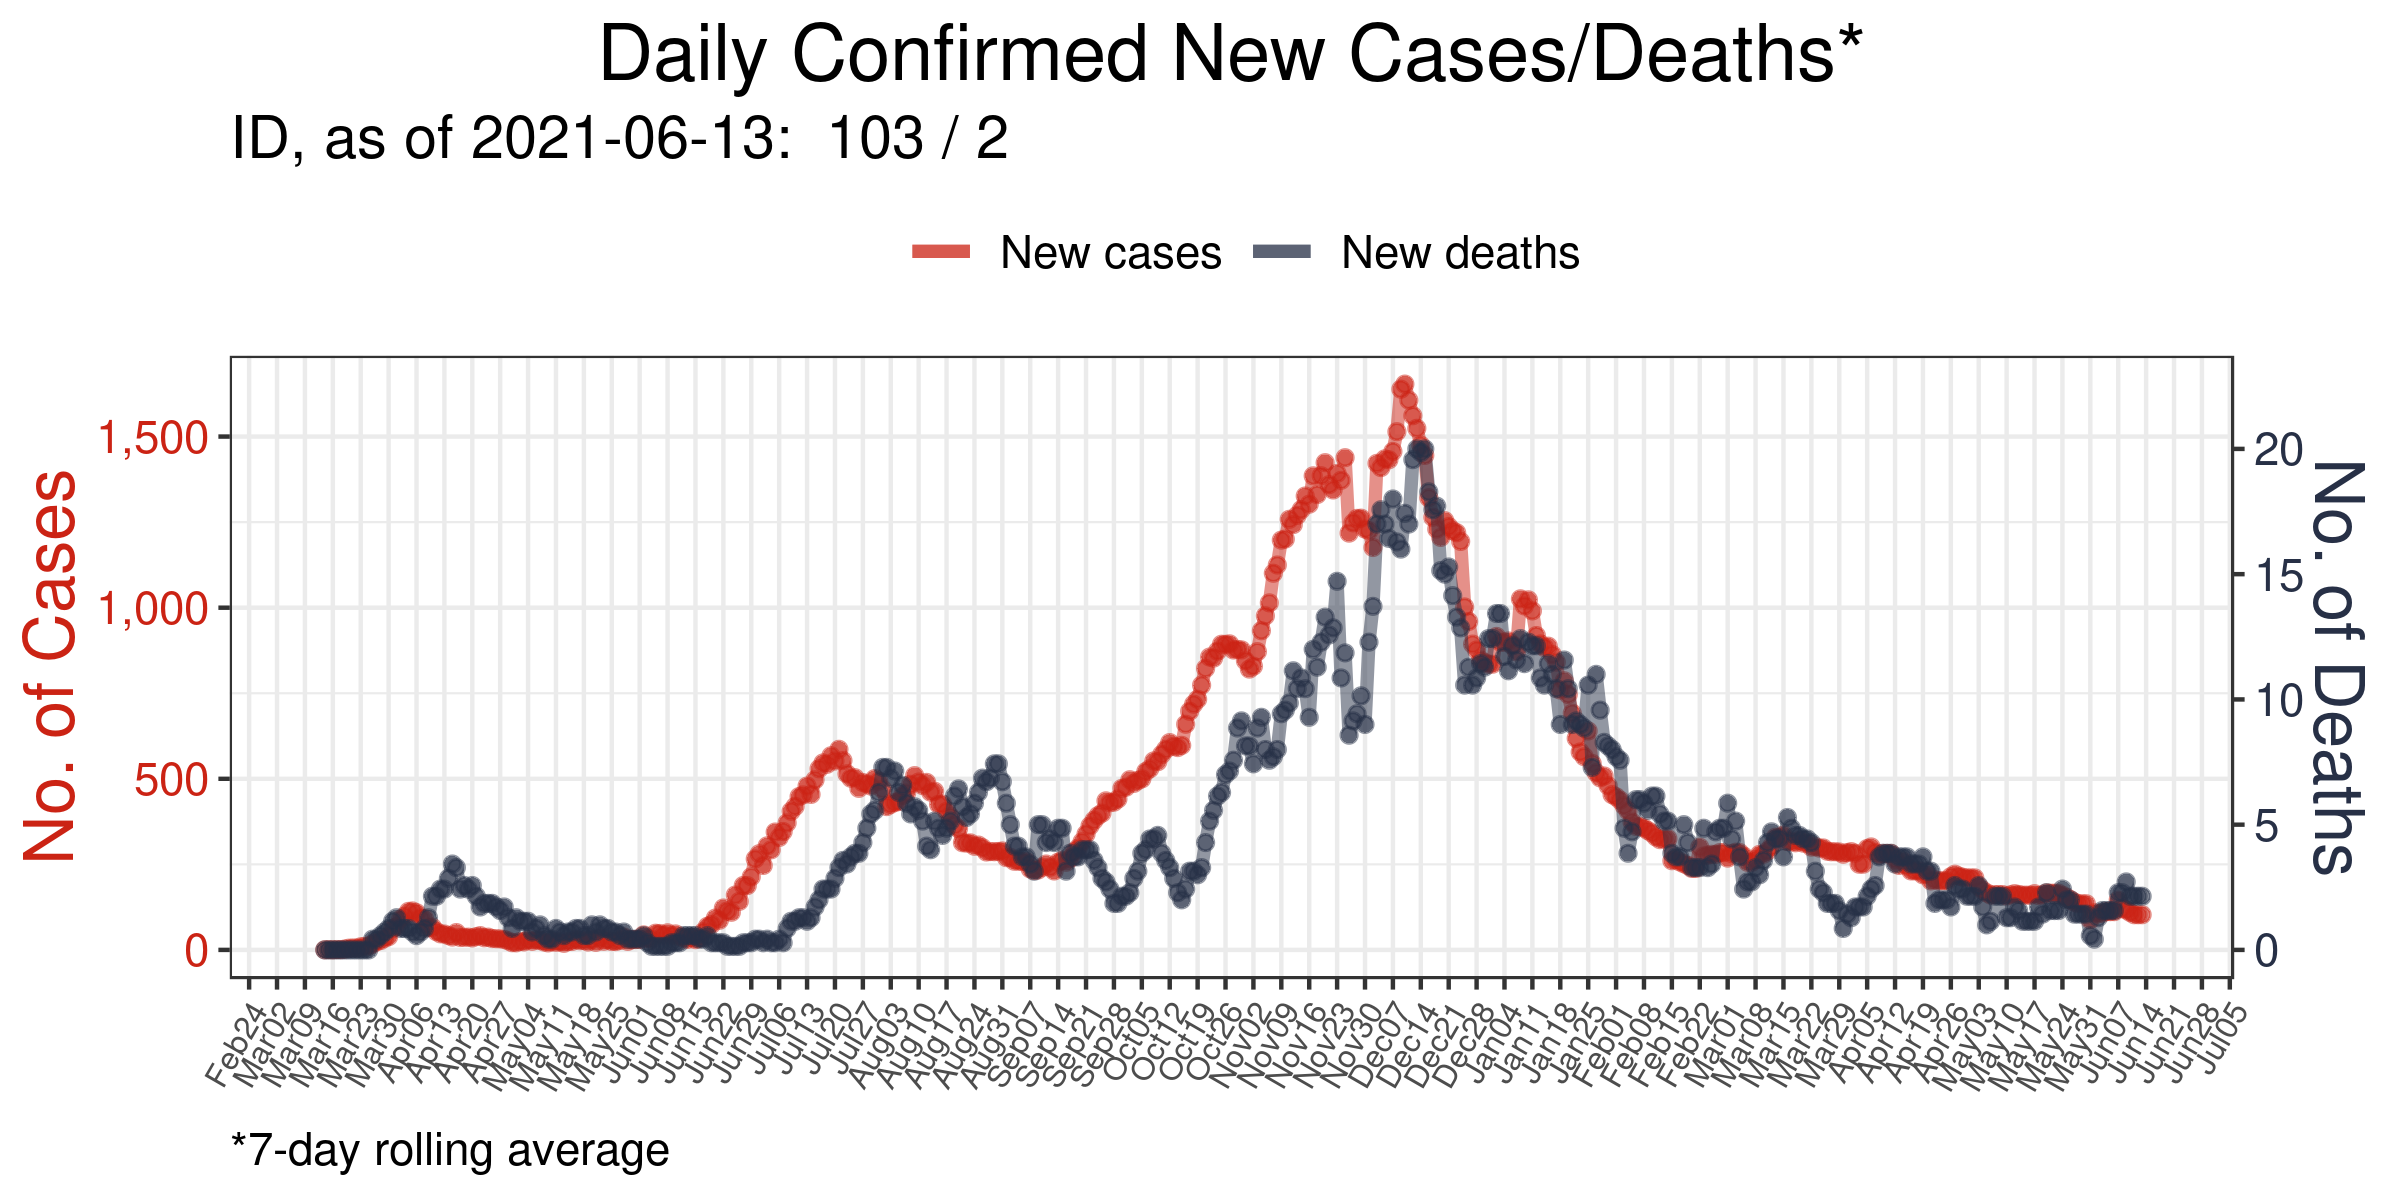 Daily Confirmed New Cases/Deaths*
ID, as of 2021-06-13:  103 / 2
New cases
New deaths
No. of Cases
1,500
1,000
500
0
20
15
10
5
0
No. of Deaths
Feb24
Mar02
Mar09
Mar16
Mar23
Mar30
Apr06
Apr13
Apr20
Apr27
May04
May11
May18
May25
Jun01
Jun08
Jun15
Jun22
Jun29
Jul06
Jul13
Jul20
Jul27
Aug03
Aug10
Aug17
Aug24
Aug31
Sep07
Sep14
Sep21
Sep28
Oct05
Oct12
Oct19
Oct26
Nov02
Nov09
Nov16
Nov23
Nov30
Dec07
Dec14
Dec21
Dec28
Jan04
Jan11
Jan18
Jan25
Feb01
Feb08
Feb15
Feb22
Mar01
Mar08
Mar15
Mar22
Mar29
Apr05
Apr12
Apr19
Apr26
May03
May10
May17
May24
May31
Jun07
Jun14
Jun21
Jun28
Jul05
*7-day rolling average